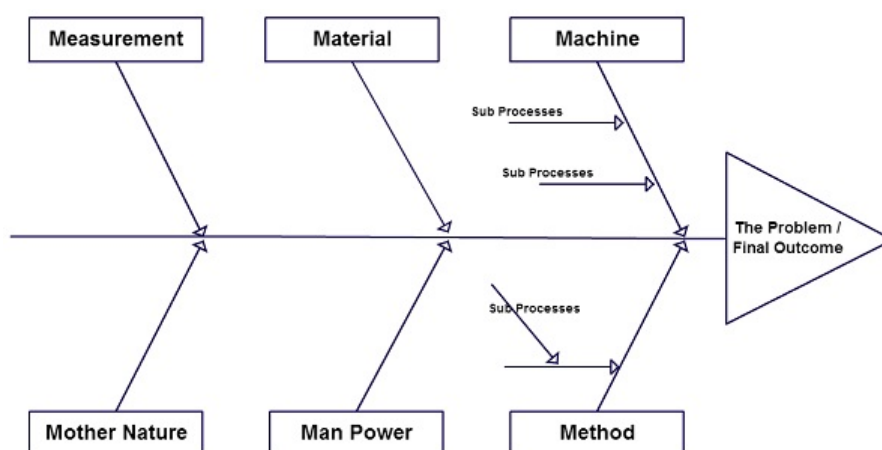 Measurement
Material
Machine
Sub Processes
Sub Processes
The Problem /
Final Outcome
Sub Processes
Mother Nature
Man Power
Method